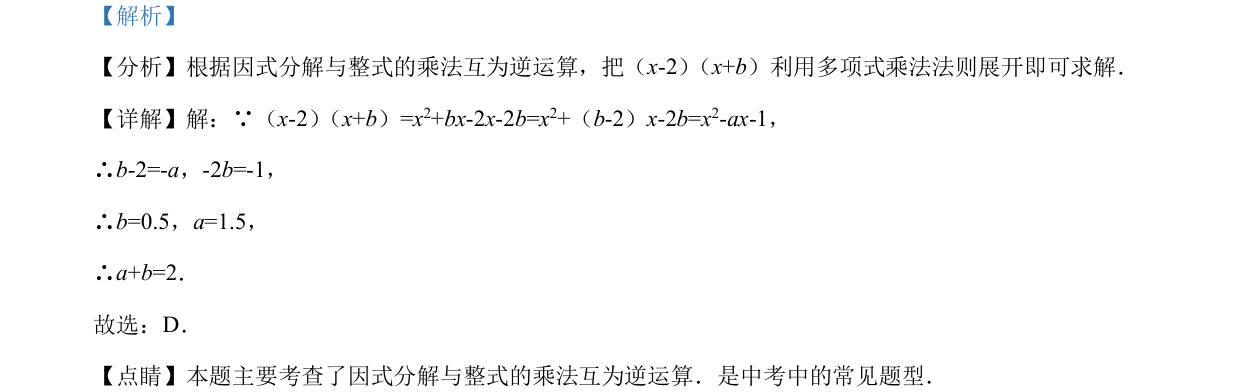 【解析】
【分析】根据因式分解与整式的乘法互为逆运算，把（x-2）（x+b）利用多项式乘法法则展开即可求解．
【详解】解：∵（x-2）（x+b）=x²+bx-2x-2b=x²+（b-2）x-2b=x²-ax-1，
∴b-2=-a，-2b=-1，
∴b=0.5，a=1.5，
∴a+b=2．
故选：D．
【点睛】本题主要考查了因式分解与整式的乘法互为逆运算．是中考中的常见题型．